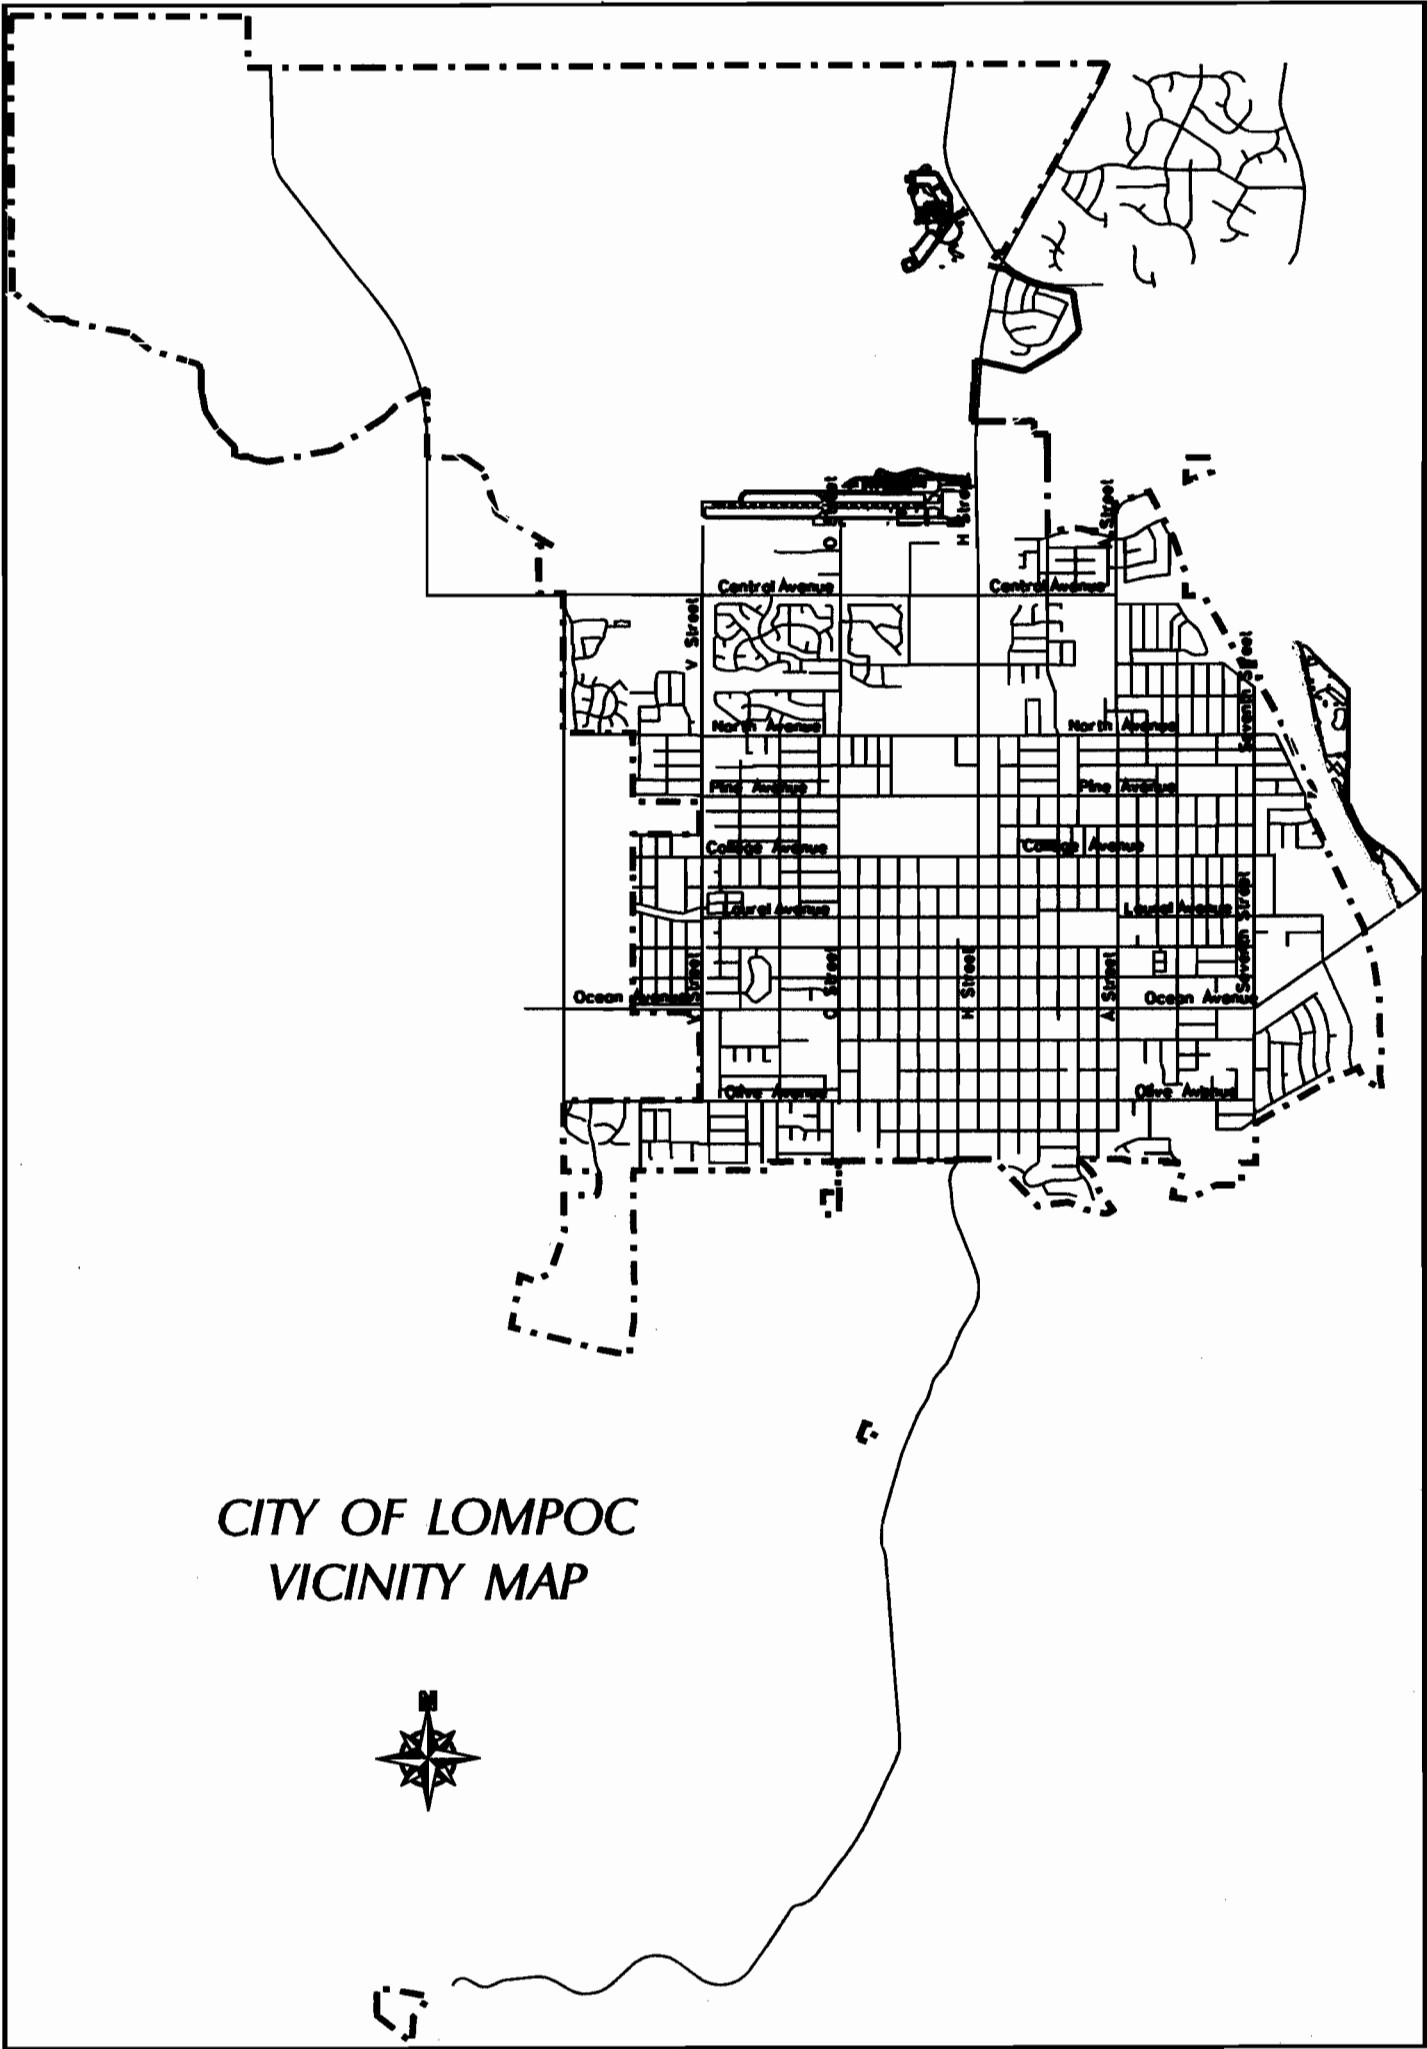 O Street
H Street
A Street
Central Avenue
Central Avenue
V Street
Seventh Street
North Avenue
North Avenue
Pine Avenue
Pine Avenue
College Avenue
College Avenue
Laurel Avenue
Laurel Avenue
Seventh Street
V Street
O Street
H Street
A Street
Ocean Avenue
Ocean Avenue
Olive Avenue
Olive Avenue
CITY OF LOMPOC
VICINITY MAP
N